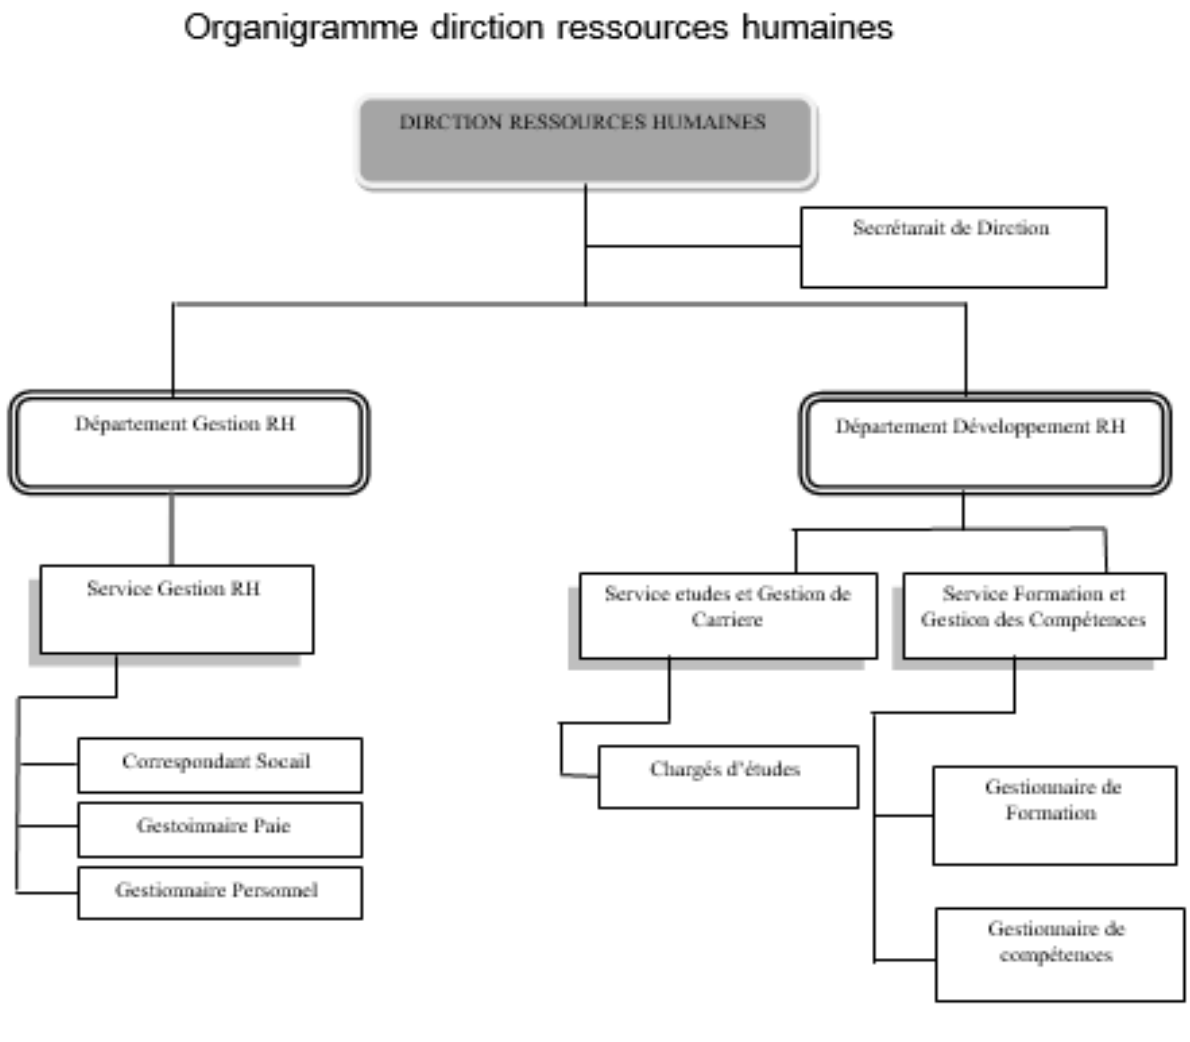 Organigramme dirction ressources humaines
DIRCTION RESSOURCES HUMAINES
Secrétarait de Dirction
Département Gestion RH
Département Développement RH
Service Gestion RH
Service etudes et Gestion de
Carriere
Service Formation et
Gestion des Compétences
Correspondant Socail
Gestoinnaire Paie
Gestionnaire Personnel
Chargés d'études
Gestionnaire de
Formation
Gestionnaire de
compétences